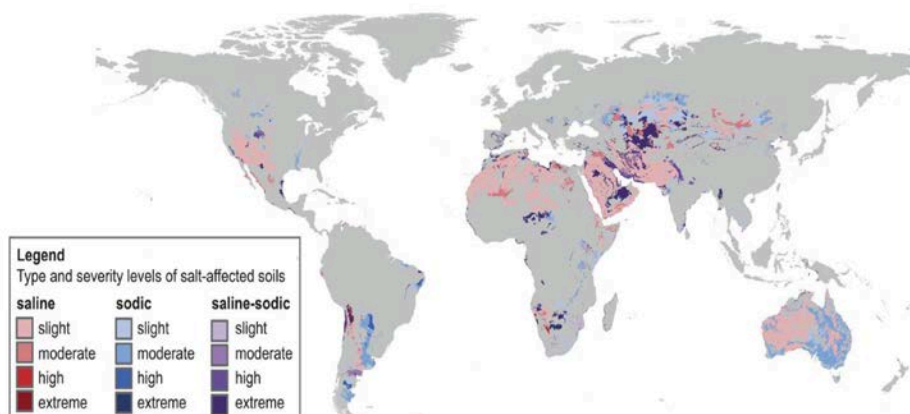 Legend
Type and severity levels of salt-affected soils
saline sodic saline-sodic
slight slight slight
moderate moderate moderate
high high high
extreme extreme extreme